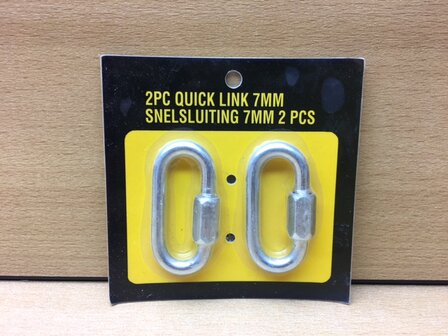 2PC QUICK LINK 7MM
SNELSLUITING 7MM 2 PCS